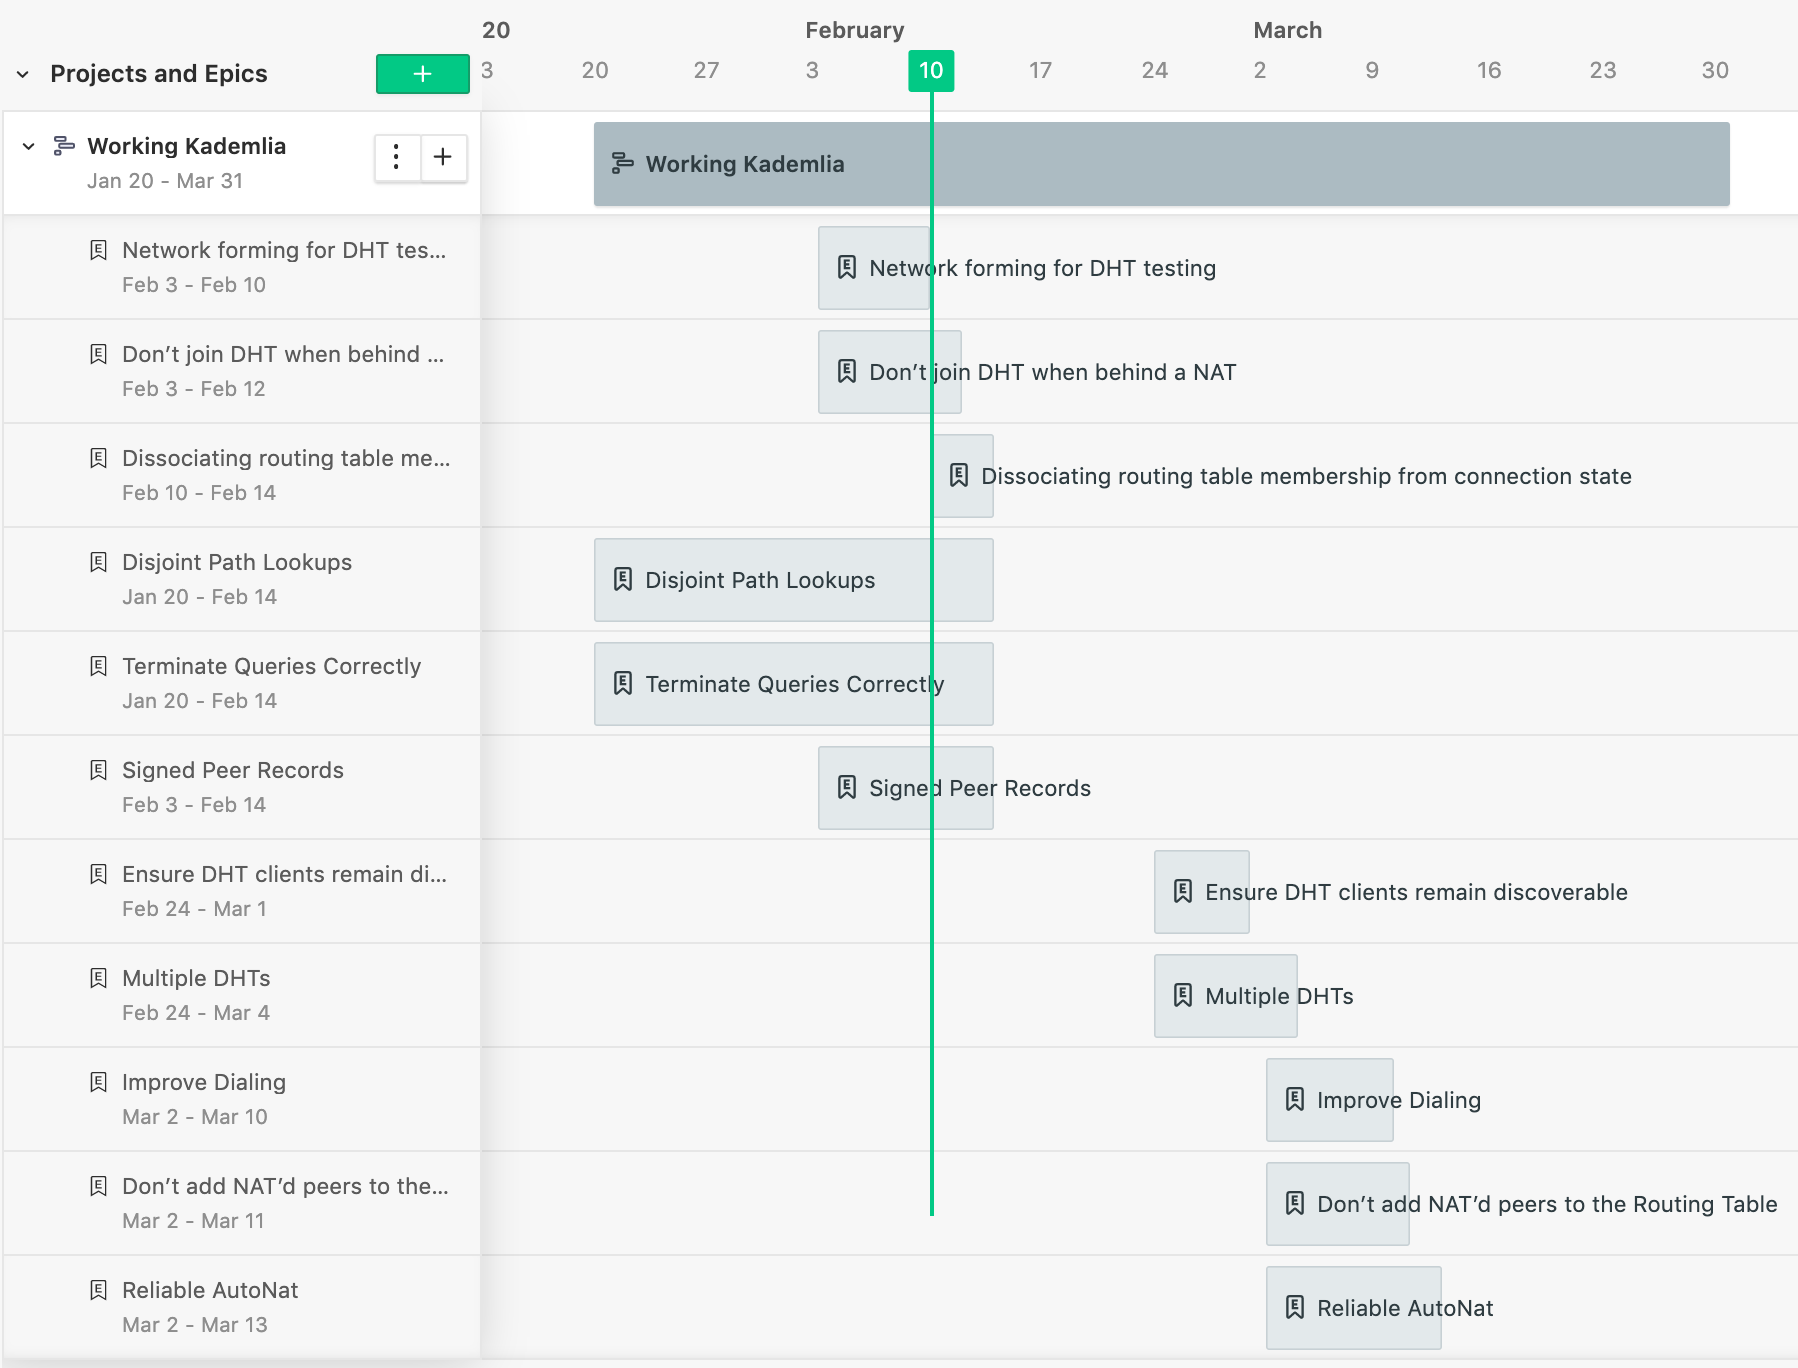 20 February March
Projects and Epics + 3 20 27 3 10 17 24 2 9 16 23 30
Working Kademlia
Jan 20 - Mar 31
Working Kademlia
Network forming for DHT tes...
Feb 3 - Feb 10
Network forming for DHT testing
Don’t join DHT when behind ...
Feb 3 - Feb 12
Don’t join DHT when behind a NAT
Dissociating routing table me...
Feb 10 - Feb 14
Dissociating routing table membership from connection state
Disjoint Path Lookups
Jan 20 - Feb 14
Disjoint Path Lookups
Terminate Queries Correctly
Jan 20 - Feb 14
Terminate Queries Correctly
Signed Peer Records
Feb 3 - Feb 14
Signed Peer Records
Ensure DHT clients remain di...
Feb 24 - Mar 1
Ensure DHT clients remain discoverable
Multiple DHTs
Feb 24 - Mar 4
Multiple DHTs
Improve Dialing
Mar 2 - Mar 10
Improve Dialing
Don’t add NAT’d peers to the...
Mar 2 - Mar 11
Don’t add NAT’d peers to the Routing Table
Reliable AutoNat
Mar 2 - Mar 13
Reliable AutoNat